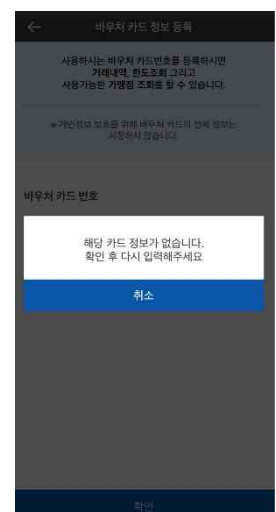 바우처 카드 정보 등록
사용하시는 바우처 카드번호를 등록하시면
거래내역, 한도조회 그리고
사용가능한 가맹점 조회를 할 수 있습니다.
※ 개인정보 보호를 위해 바우처 카드의 전체 정보는
저장하지 않습니다.
바우처 카드 번호
해당 카드 정보가 없습니다.
확인 후 다시 입력해주세요
취소
확인